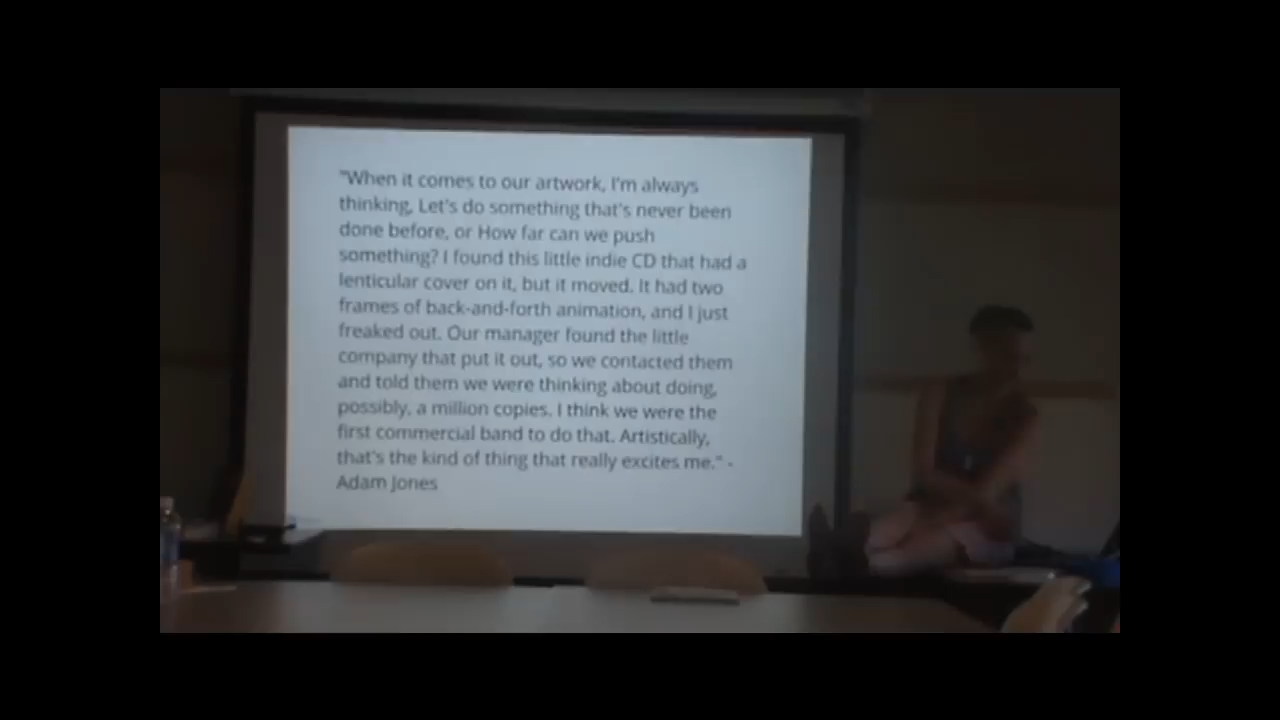 "When it comes to our artwork, I'm always
thinking, Let's do something that's never been
done before, or How far can we push
something? I found this little indie CD that had a
lenticular cover on it, but it moved. It had two
frames of back-and-forth animation, and I just
freaked out. Our manager found the little
company that put it out, so we contacted them
and told them we were thinking about doing,
possibly, a million copies. I think we were the
first commercial band to do that. Artistically,
that's the kind of thing that really excites me." -
Adam Jones